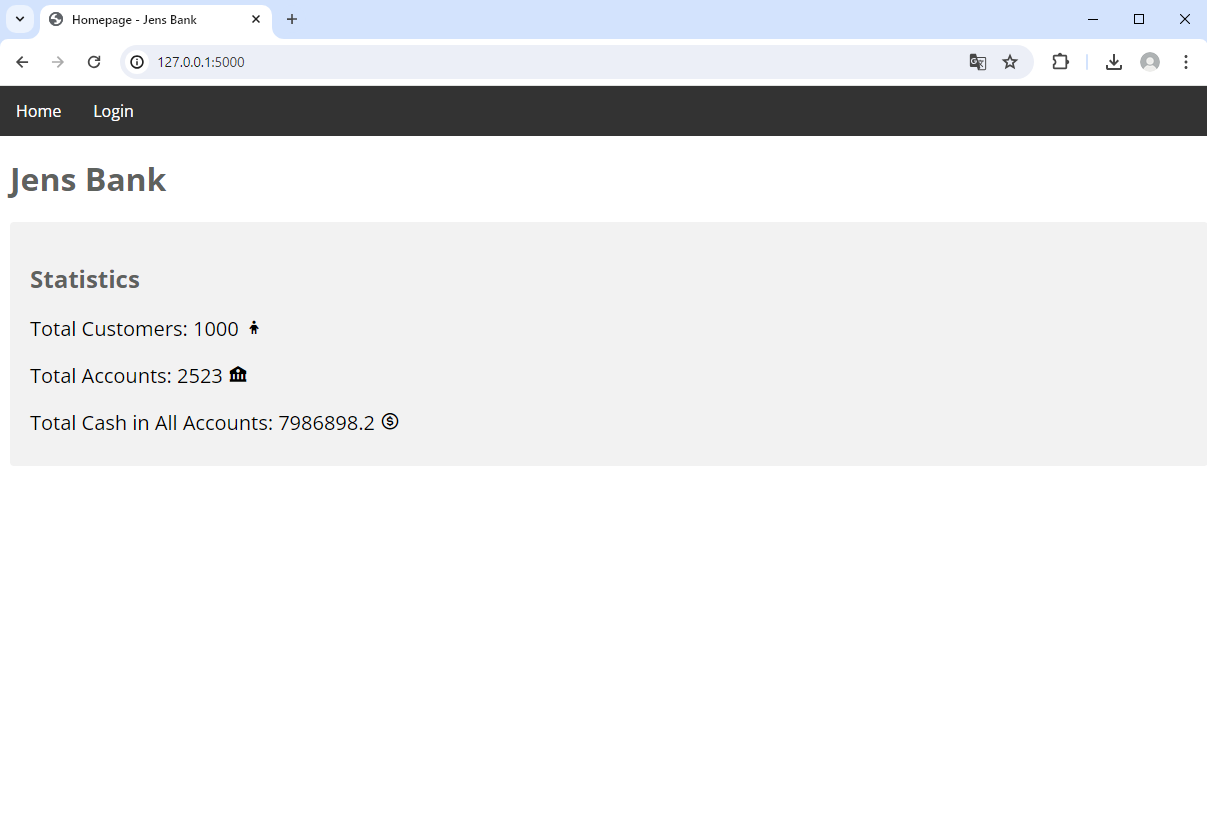 Homepage - Jens Bank
127.0.0.1:5000
Home Login
Jens Bank
Statistics
Total Customers: 1000
Total Accounts: 2523
Total Cash in All Accounts: 7986898.2